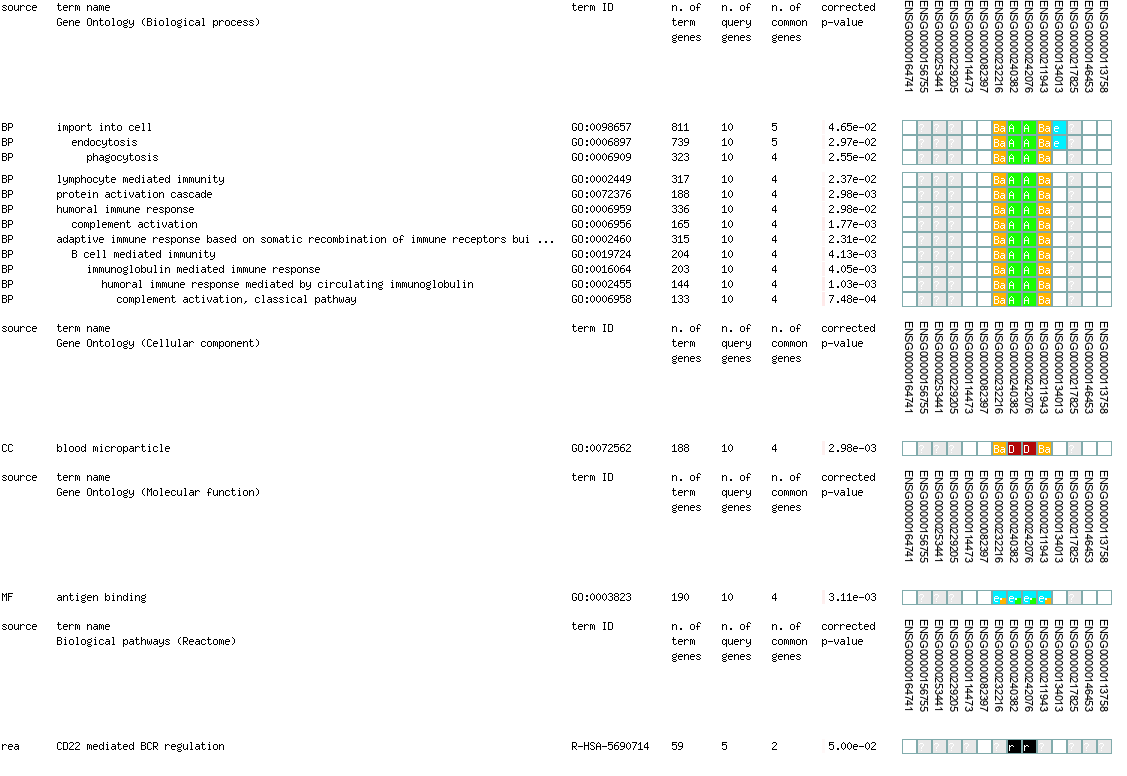 source term name term ID n. of n. of n. of corrected
Gene Ontology (Biological process) term query common p-value
genes genes genes
ENSG00000164741
ENSG00000156755
ENSG00000253441
ENSG00000229205
ENSG00000114473
ENSG00000082397
ENSG00000232216
ENSG00000240382
ENSG00000242076
ENSG00000211943
ENSG00000134013
ENSG00000217825
ENSG00000146453
ENSG00000113758
BP import into cell GO:0098657 811 10 5 4.65e-02 ? ? ? Ba A A Ba e ?
BP endocytosis GO:0006897 739 10 5 2.97e-02 ? ? ? Ba A A Ba e ?
BP phagocytosis GO:0006909 323 10 4 2.55e-02 ? ? ? Ba A A Ba ?
BP lymphocyte mediated immunity GO:0002449 317 10 4 2.37e-02 ? ? ? Ba A A Ba ?
BP protein activation cascade GO:0072376 188 10 4 2.98e-03 ? ? ? Ba A A Ba ?
BP humoral immune response GO:0006959 336 10 4 2.98e-02 ? ? ? Ba A A Ba ?
BP complement activation GO:0006956 165 10 4 1.77e-03 ? ? ? Ba A A Ba ?
BP adaptive immune response based on somatic recombination of immune receptors bui ... GO:0002460 315 10 4 2.31e-02 ? ? ? Ba A A Ba ?
BP B cell mediated immunity GO:0019724 204 10 4 4.13e-03 ? ? ? Ba A A Ba ?
BP immunoglobulin mediated immune response GO:0016064 203 10 4 4.05e-03 ? ? ? Ba A A Ba ?
BP humoral immune response mediated by circulating immunoglobulin GO:0002455 144 10 4 1.03e-03 ? ? ? Ba A A Ba ?
BP complement activation, classical pathway GO:0006958 133 10 4 7.48e-04 ? ? ? Ba A A Ba ?
source term name term ID n. of n. of n. of corrected
Gene Ontology (Cellular component) term query common p-value
genes genes genes
ENSG00000164741
ENSG00000156755
ENSG00000253441
ENSG00000229205
ENSG00000114473
ENSG00000082397
ENSG00000232216
ENSG00000240382
ENSG00000242076
ENSG00000211943
ENSG00000134013
ENSG00000217825
ENSG00000146453
ENSG00000113758
CC blood microparticle GO:0072562 188 10 4 2.98e-03 ? ? ? Ba D D Ba ?
source term name term ID n. of n. of n. of corrected
Gene Ontology (Molecular function) term query common p-value
genes genes genes
ENSG00000164741
ENSG00000156755
ENSG00000253441
ENSG00000229205
ENSG00000114473
ENSG00000082397
ENSG00000232216
ENSG00000240382
ENSG00000242076
ENSG00000211943
ENSG00000134013
ENSG00000217825
ENSG00000146453
ENSG00000113758
MF antigen binding GO:0003823 190 10 4 3.11e-03 ? ? ? e e e e ?
source term name term ID n. of n. of n. of corrected
Biological pathways (Reactome) term query common p-value
genes genes genes
ENSG00000164741
ENSG00000156755
ENSG00000253441
ENSG00000229205
ENSG00000114473
ENSG00000082397
ENSG00000232216
ENSG00000240382
ENSG00000242076
ENSG00000211943
ENSG00000134013
ENSG00000217825
ENSG00000146453
ENSG00000113758
rea CD22 mediated BCR regulation R-HSA-5690714 59 5 2 5.00e-02 ? ? ? ? r r ? ? ? ?